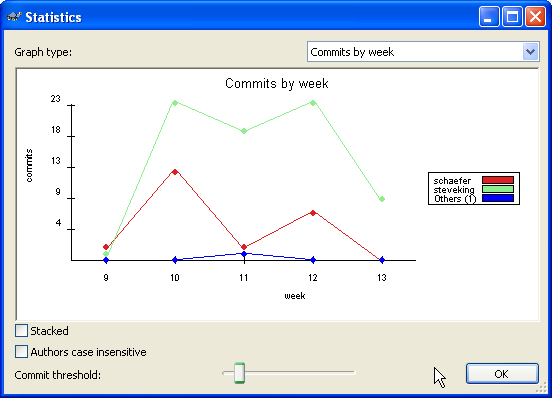 Statistics
Graph type:
Commits by week
Commits by week
23
18
13
9
4
commits
9 10 11 12 13
week
schaefer
steveking
Others (1)
Stacked
Authors case insensitive
Commit threshold:
OK